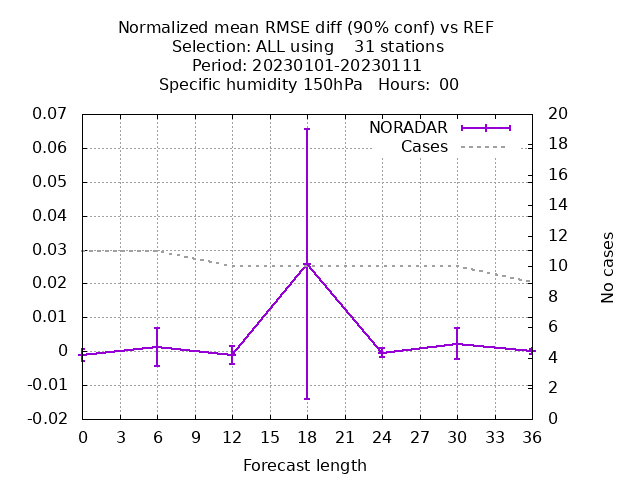 Normalized mean RMSE diff (90% conf) vs REF
Selection: ALL using    31 stations
Period: 20230101-20230111
Specific humidity 150hPa   Hours:  00
NORADAR
Cases
0.07
0.06
0.05
0.04
0.03
0.02
0.01
0
-0.01
-0.02
20
18
16
14
12
10
8
6
4
2
0
No cases
0 3 6 9 12 15 18 21 24 27 30 33 36
Forecast length